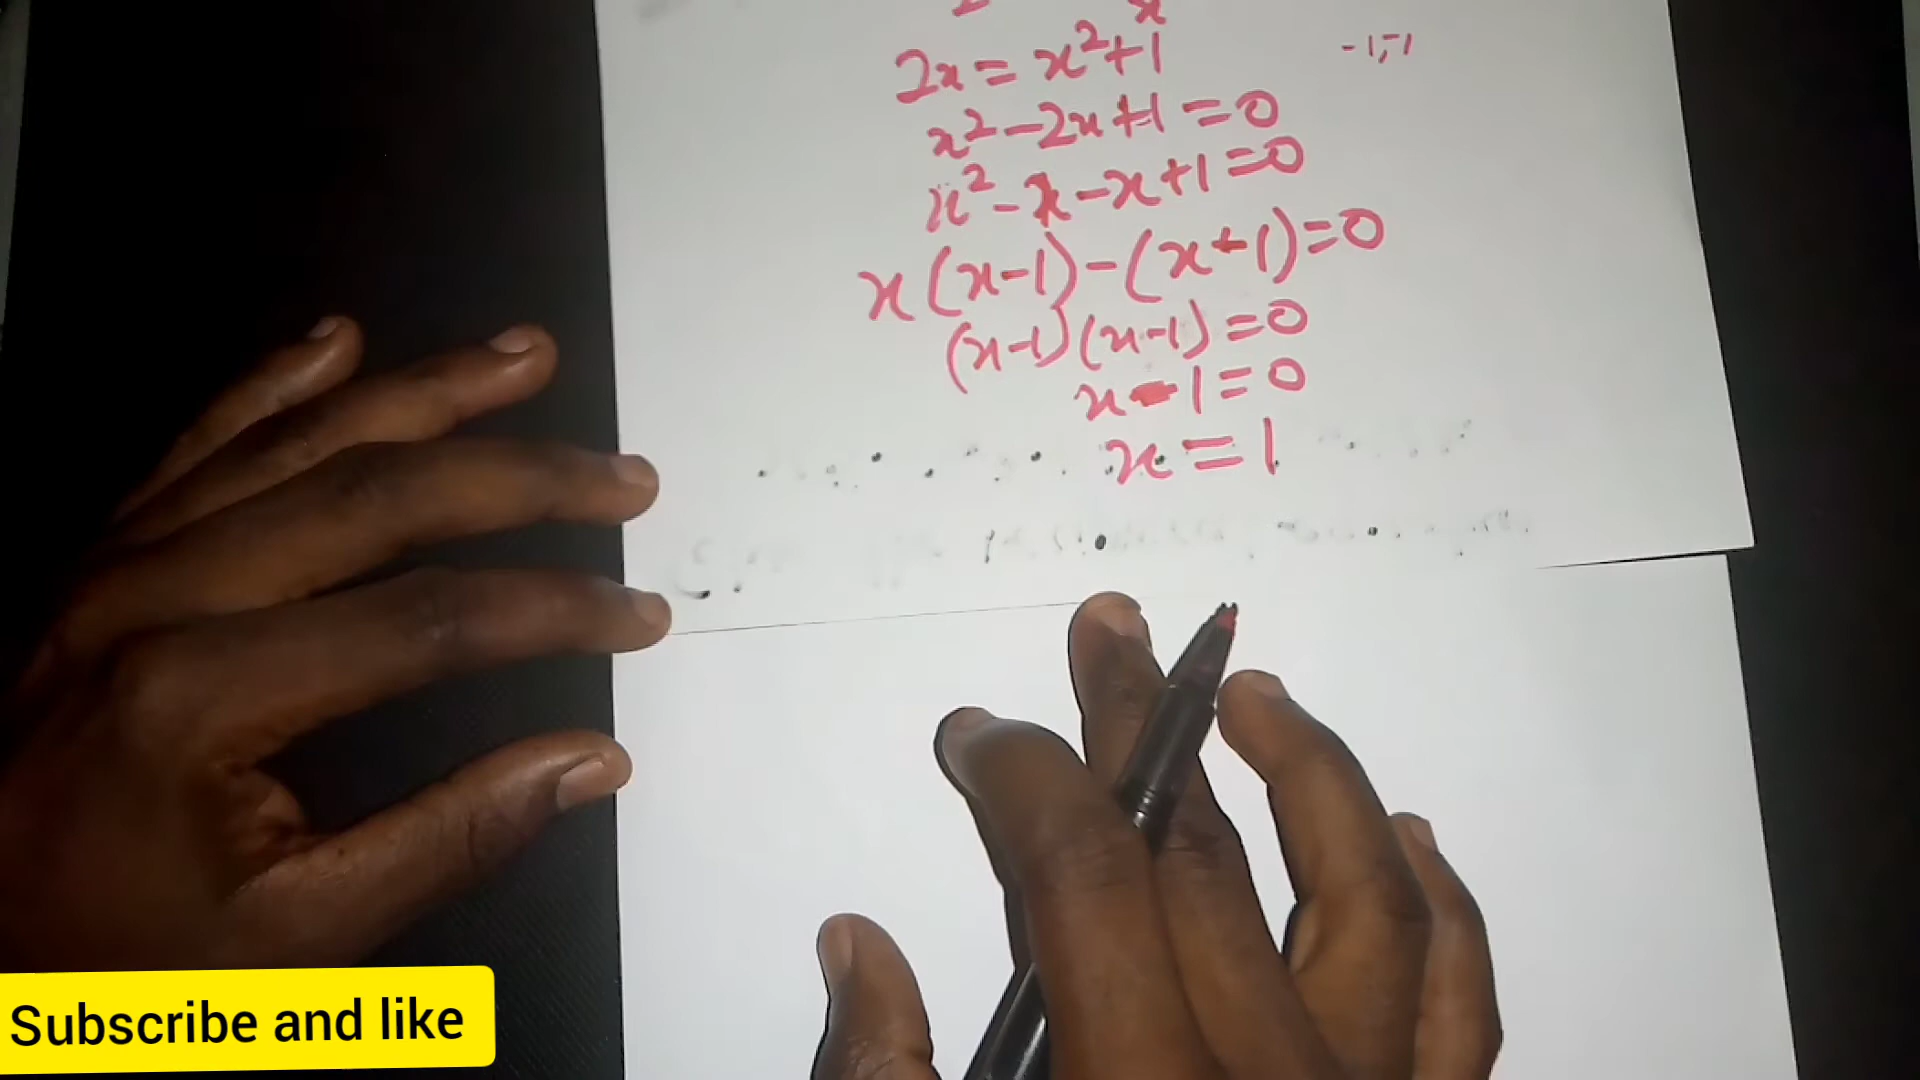 2x = x²+1
-1,-1
x²-2x+1=0
x²-x-x+1=0
x(x-1)-(x-1)=0
(x-1)(x-1)=0
x-1=0
x=1
Subscribe and like